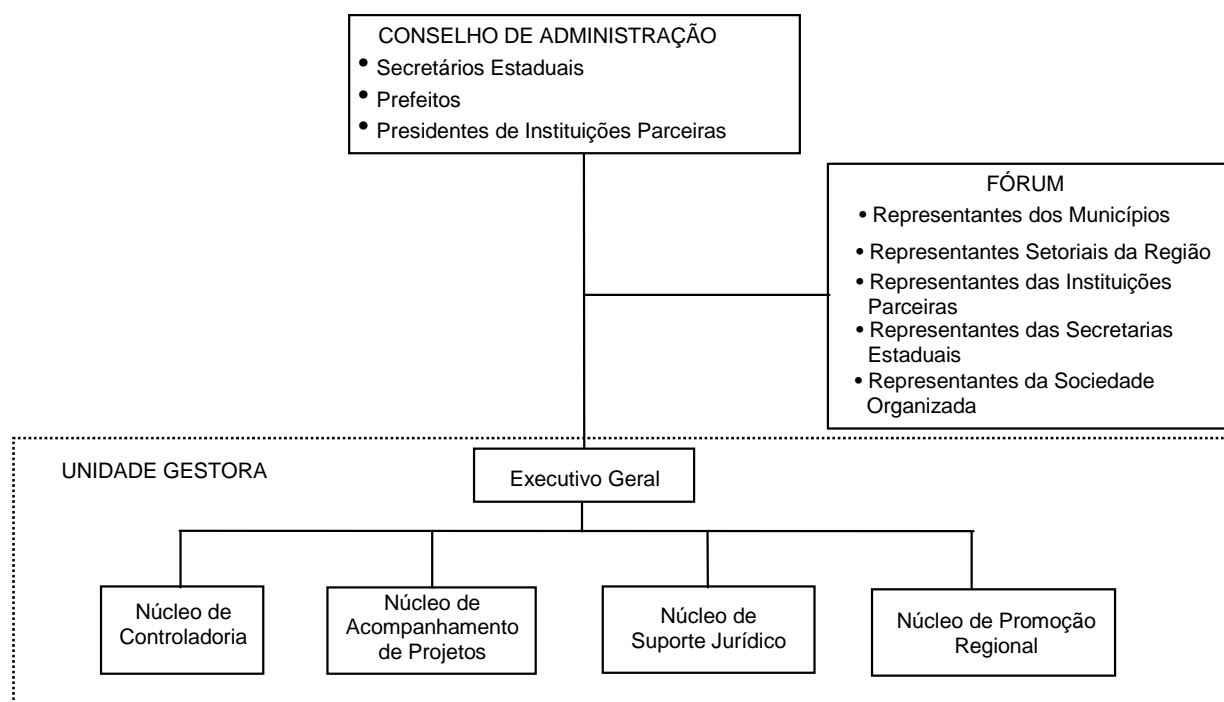 CONSELHO DE ADMINISTRAÇÃO
• Secretários Estaduais
• Prefeitos
• Presidentes de Instituições Parceiras
FÓRUM
• Representantes dos Municípios
• Representantes Setoriais da Região
• Representantes das Instituições
Parceiras
• Representantes das Secretarias
Estaduais
• Representantes da Sociedade
Organizada
UNIDADE GESTORA
Executivo Geral
Núcleo de
Controladoria
Núcleo de
Acompanhamento
de Projetos
Núcleo de
Suporte Jurídico
Núcleo de Promoção
Regional